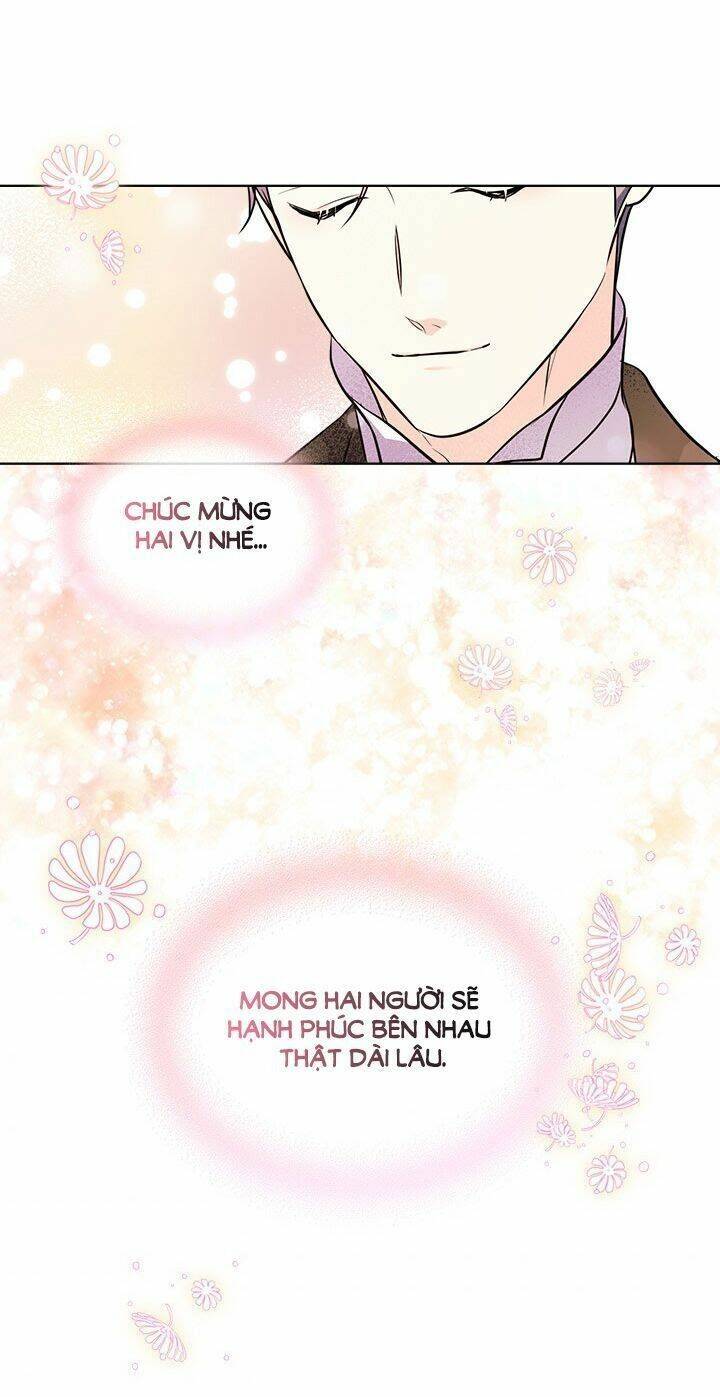 CHÚC MỪNG
HAI VỊ NHÉ...
MONG HAI NGƯỜI SẼ
HẠNH PHÚC BÊN NHAU
THẬT DÀI LÂU.